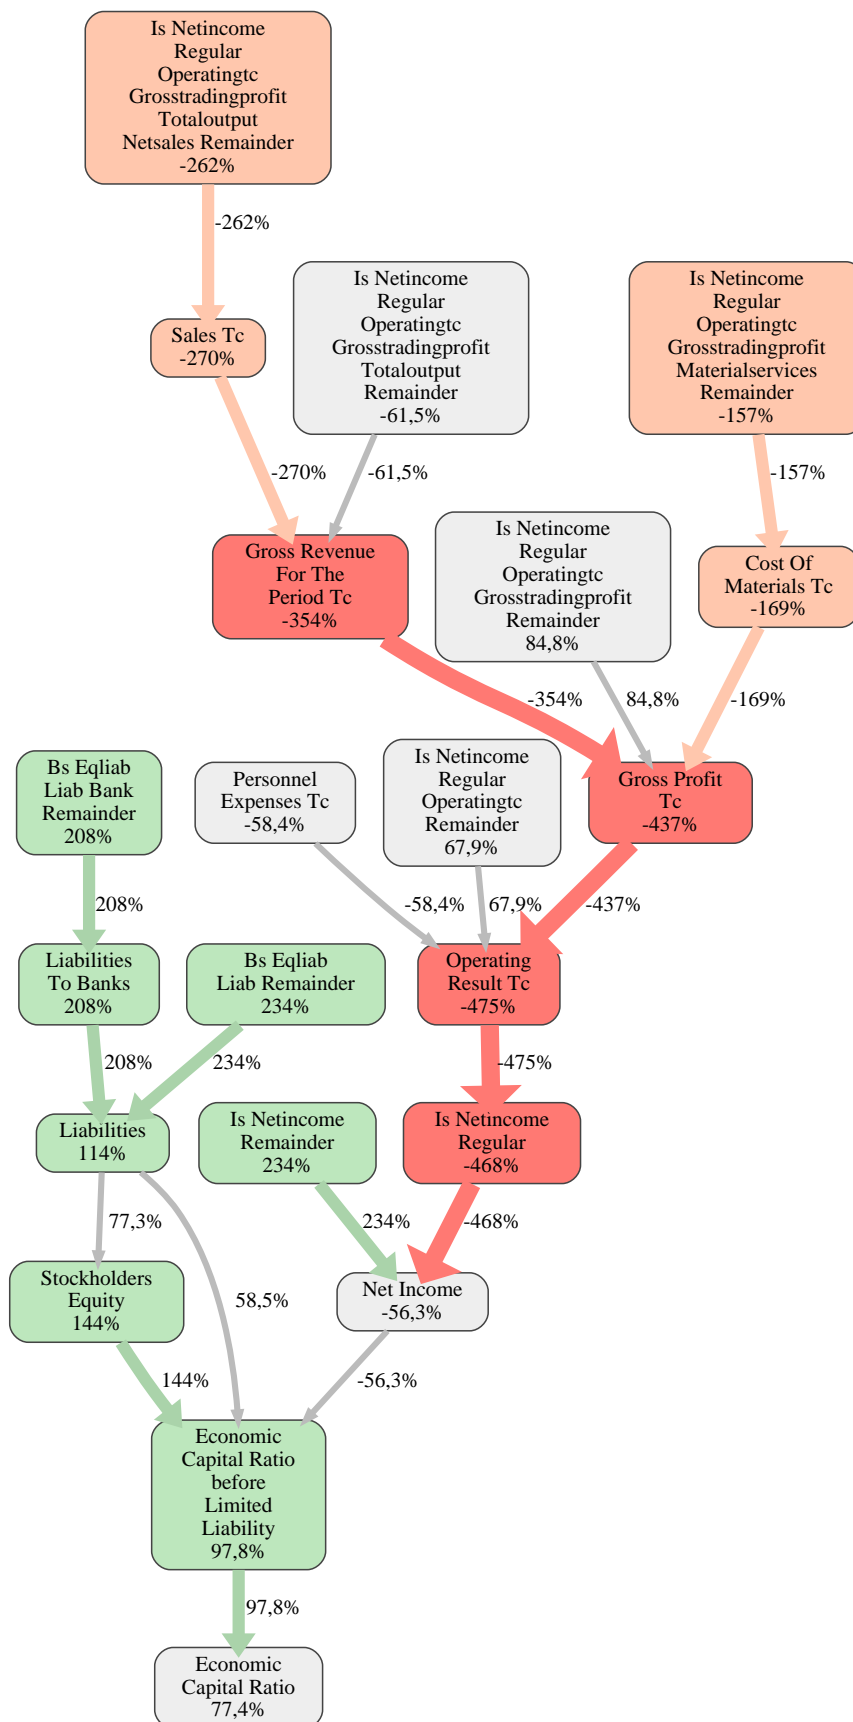 Is Netincome
Regular
Operatingtc
Grosstradingprofit
Totaloutput
Netsales Remainder
-262%
-262%
Sales Tc
-270%
Is Netincome
Regular
Operatingtc
Grosstradingprofit
Totaloutput
Remainder
-61,5%
Is Netincome
Regular
Operatingtc
Grosstradingprofit
Materialservices
Remainder
-157%
-270%
-61,5%
-157%
Gross Revenue
For The
Period Tc
-354%
Is Netincome
Regular
Operatingtc
Grosstradingprofit
Remainder
84,8%
Cost Of
Materials Tc
-169%
-354%
84,8%
-169%
Bs Eqliab
Liab Bank
Remainder
208%
Personnel
Expenses Tc
-58,4%
Is Netincome
Regular
Operatingtc
Remainder
67,9%
Gross Profit
Tc
-437%
208%
-58,4%
67,9%
-437%
Liabilities
To Banks
208%
Bs Eqliab
Liab Remainder
234%
Operating
Result Tc
-475%
208%
234%
-475%
Liabilities
114%
Is Netincome
Remainder
234%
Is Netincome
Regular
-468%
77,3%
234%
-468%
Stockholders
Equity
144%
58,5%
Net Income
-56,3%
144%
-56,3%
Economic
Capital Ratio
before
Limited
Liability
97,8%
97,8%
Economic
Capital Ratio
77,4%